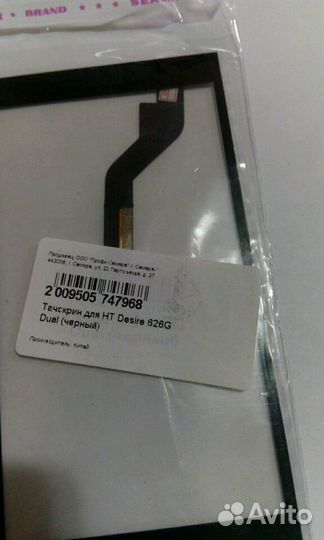 BRAND ★ ★ ★
Продавец: ООО "Профи Самара" г. Самара
443058, г. Самара, ул. 22 Партсъезда, д. 27
2 009505 747968
Тачскрин для HT Desire 626G
Dual (черный)
Производитель: Китай
Avito